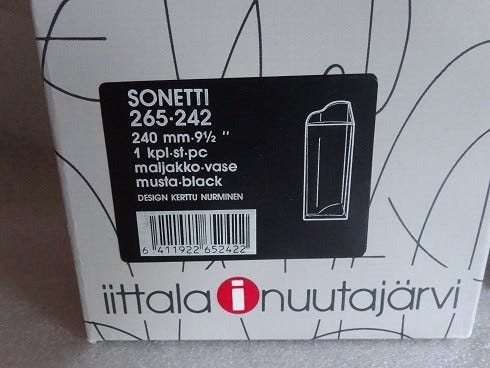 SONETTI
265·242
240 mm·9½ "
1 kpl·st·pc
maljakko·vase
musta·black
DESIGN KERTTU NURMINEN
6 411922 652422
iittala i nuutajärvi